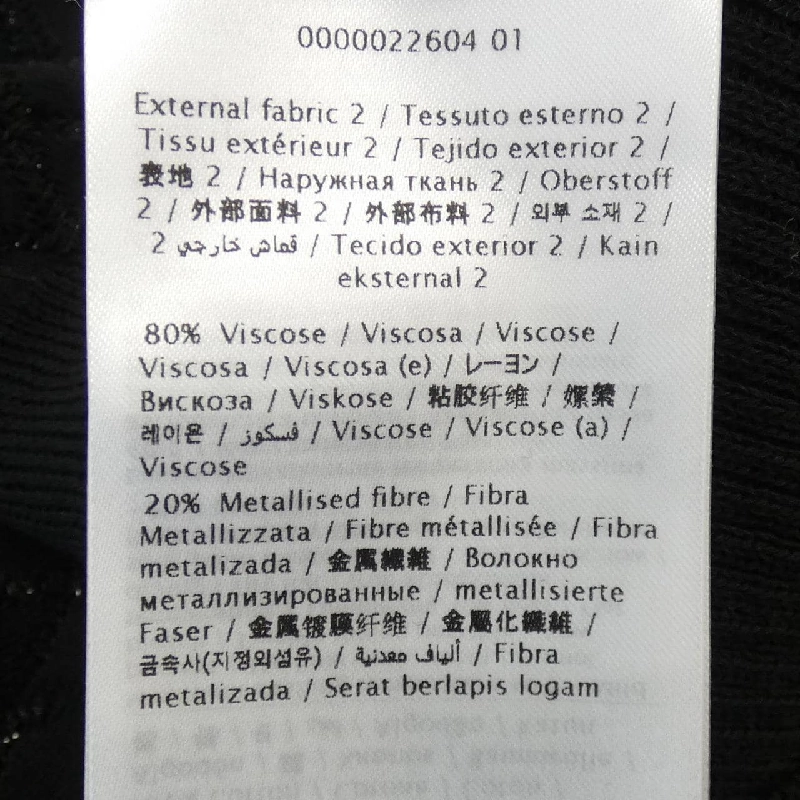 0000022604 01
External fabric 2 / Tessuto esterno 2 /
Tissu extérieur 2 / Tejido exterior 2 /
表地 2 / Наружная ткань 2 / Oberstoff
2 / 外部面料 2 / 外部布料 2 / 외부 소재 2 /
قماش خارجي 2 / Tecido exterior 2 / Kain
eksternal 2
80% Viscose / Viscosa / Viscose /
Viscosa / Viscosa (e) / レーヨン /
Вискоза / Viskose / 粘胶纤维 / 嫘縈 /
레이온 / فسكوز / Viscose / Viscose (a) /
Viscose
20% Metallised fibre / Fibra
Metallizzata / Fibre métallisée / Fibra
metalizada / 金属繊維 / Волокно
металлизированные / metallisierte
Faser / 金属镀膜纤维 / 金屬化纖維 /
금속사(지정외섬유) / ألياف معدنية / Fibra
metalizada / Serat berlapis logam